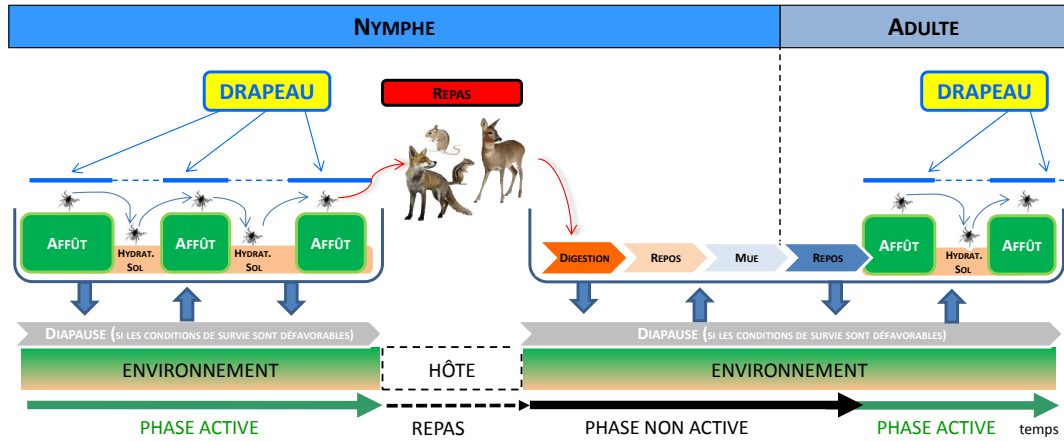 NYMPHE
ADULTE
DRAPEAU
REPAS
DRAPEAU
AFFÛT
AFFÛT
AFFÛT
HYDRAT.
SOL
HYDRAT.
SOL
DIGESTION
REPOS
MUE
REPOS
AFFÛT
AFFÛT
HYDRAT.
SOL
DIAPAUSE (SI LES CONDITIONS DE SURVIE SONT DÉFAVORABLES)
DIAPAUSE (SI LES CONDITIONS DE SURVIE SONT DÉFAVORABLES)
ENVIRONNEMENT
HÔTE
ENVIRONNEMENT
PHASE ACTIVE
REPAS
PHASE NON ACTIVE
PHASE ACTIVE
temps